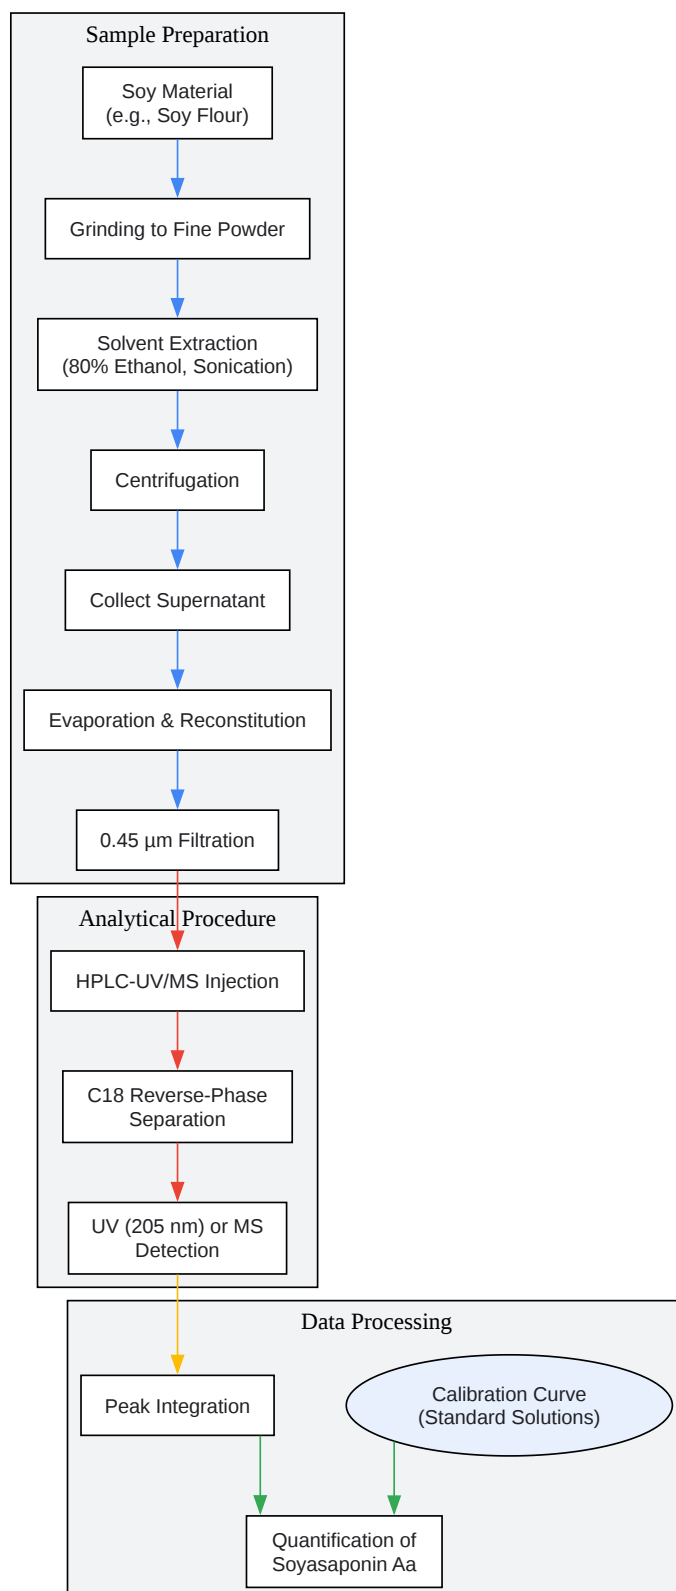 Sample Preparation
Soy Material
(e.g., Soy Flour)
Grinding to Fine Powder
Solvent Extraction
(80% Ethanol, Sonication)
Centrifugation
Collect Supernatant
Evaporation & Reconstitution
0.45 µm Filtration
Analytical Procedure
HPLC-UV/MS Injection
C18 Reverse-Phase
Separation
UV (205 nm) or MS
Detection
Data Processing
Peak Integration
Calibration Curve
(Standard Solutions)
Quantification of
Soyasaponin Aa